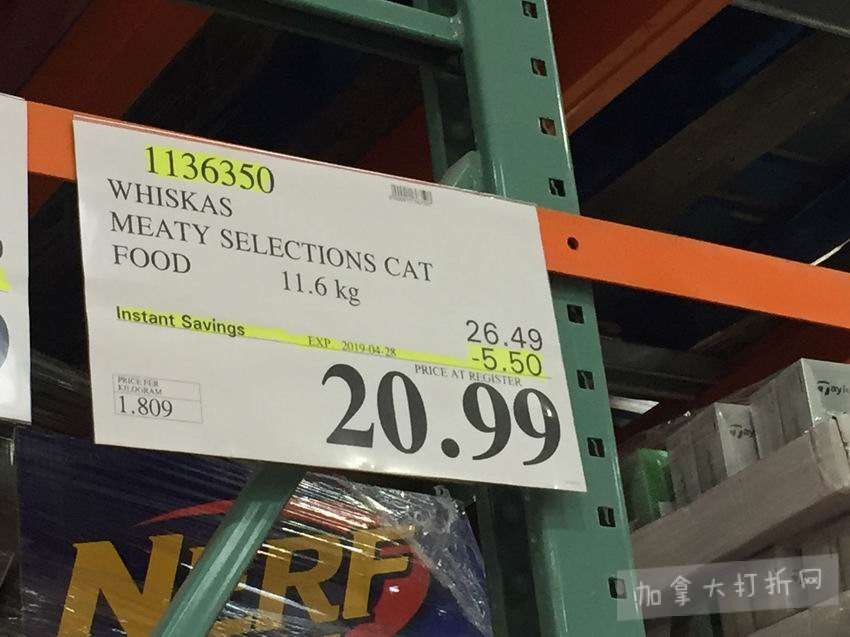 1136350
WHISKAS
MEATY SELECTIONS CAT
FOOD 11.6 kg
26.49
Instant Savings EXP. 2019-04-28 -5.50
PRICE AT REGISTER
PRICE PER
KILOGRAM
1.809
20.99
NERF
加拿大打折网